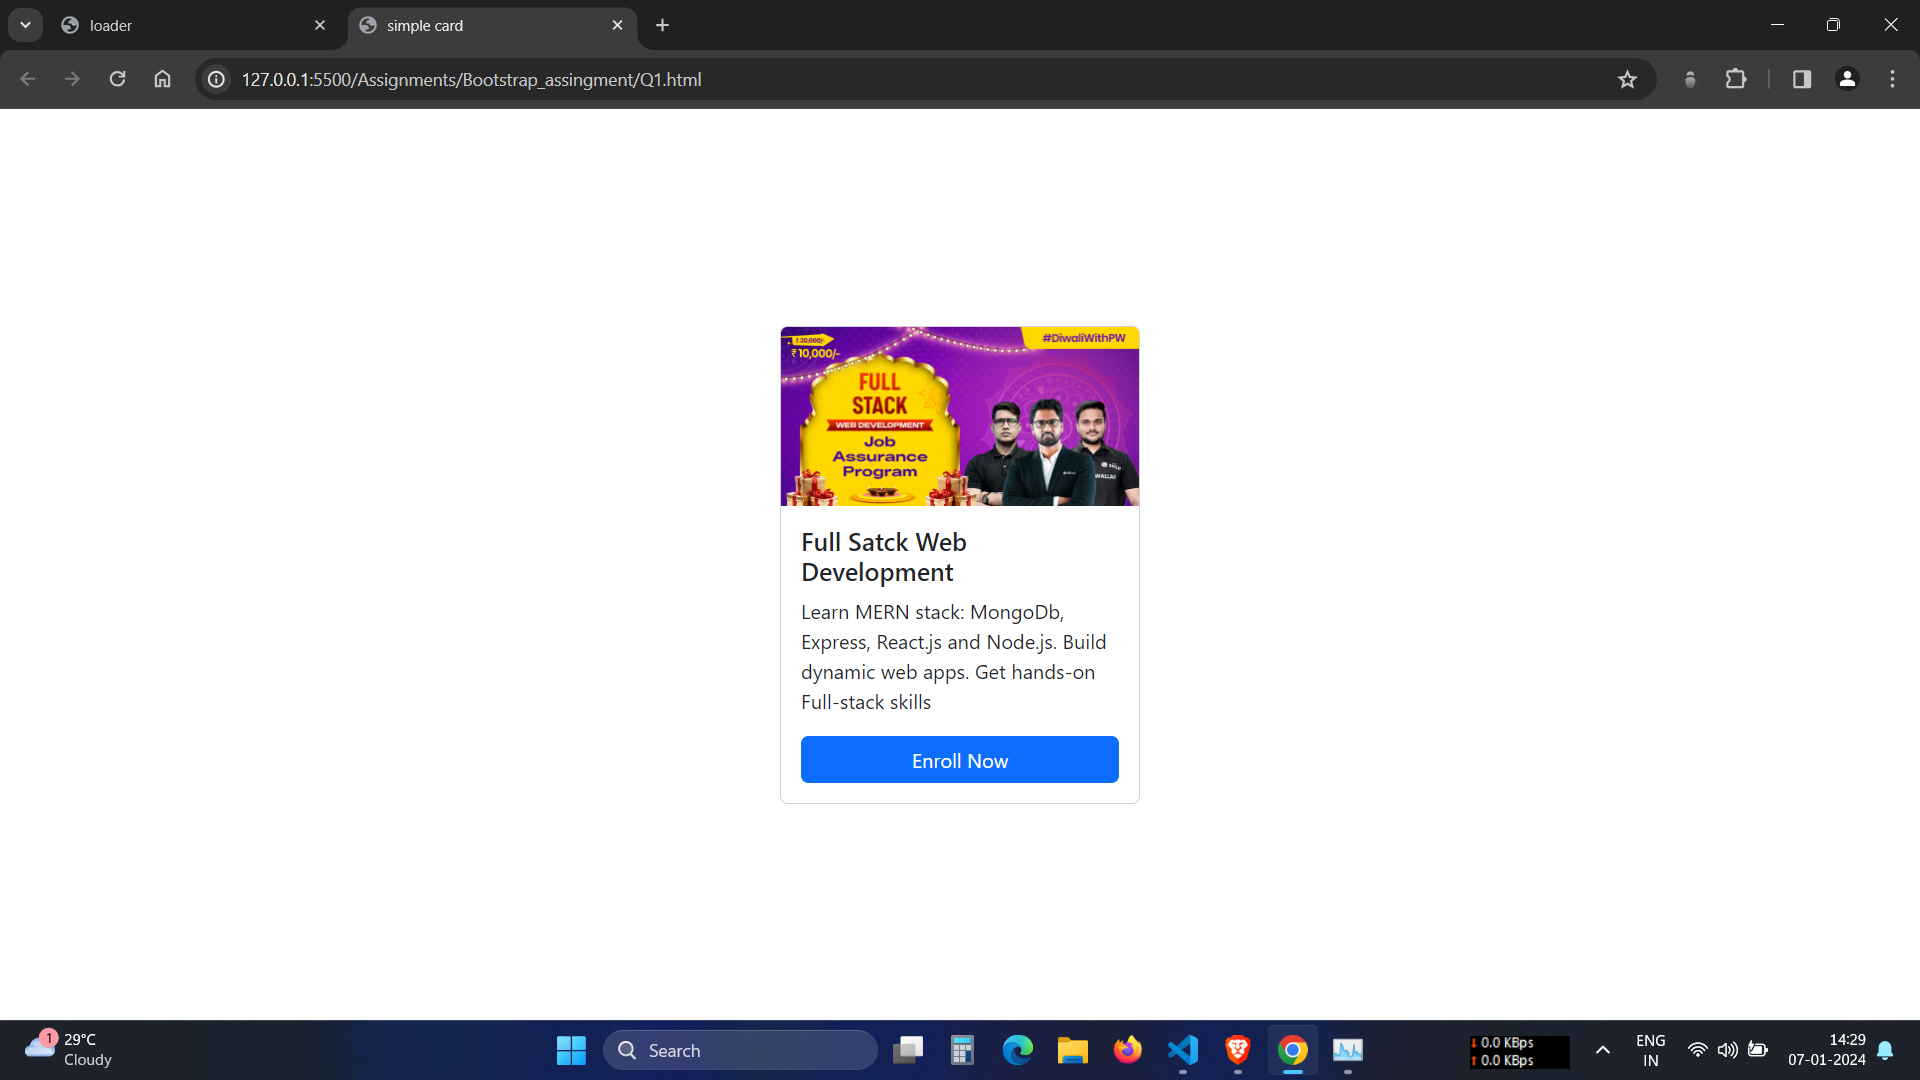 loader
simple card
127.0.0.1:5500/Assignments/Bootstrap_assingment/Q1.html
₹ 20,000/-
₹ 10,000/-
#DiwaliWithPW
FULL
STACK
WEB DEVELOPMENT
Job
Assurance
Program
WALLAH
Full Satck Web
Development
Learn MERN stack: MongoDb,
Express, React.js and Node.js. Build
dynamic web apps. Get hands-on
Full-stack skills
Enroll Now
1
29°C
Cloudy
Search
0.0 KBps
0.0 KBps
ENG
IN
14:29
07-01-2024